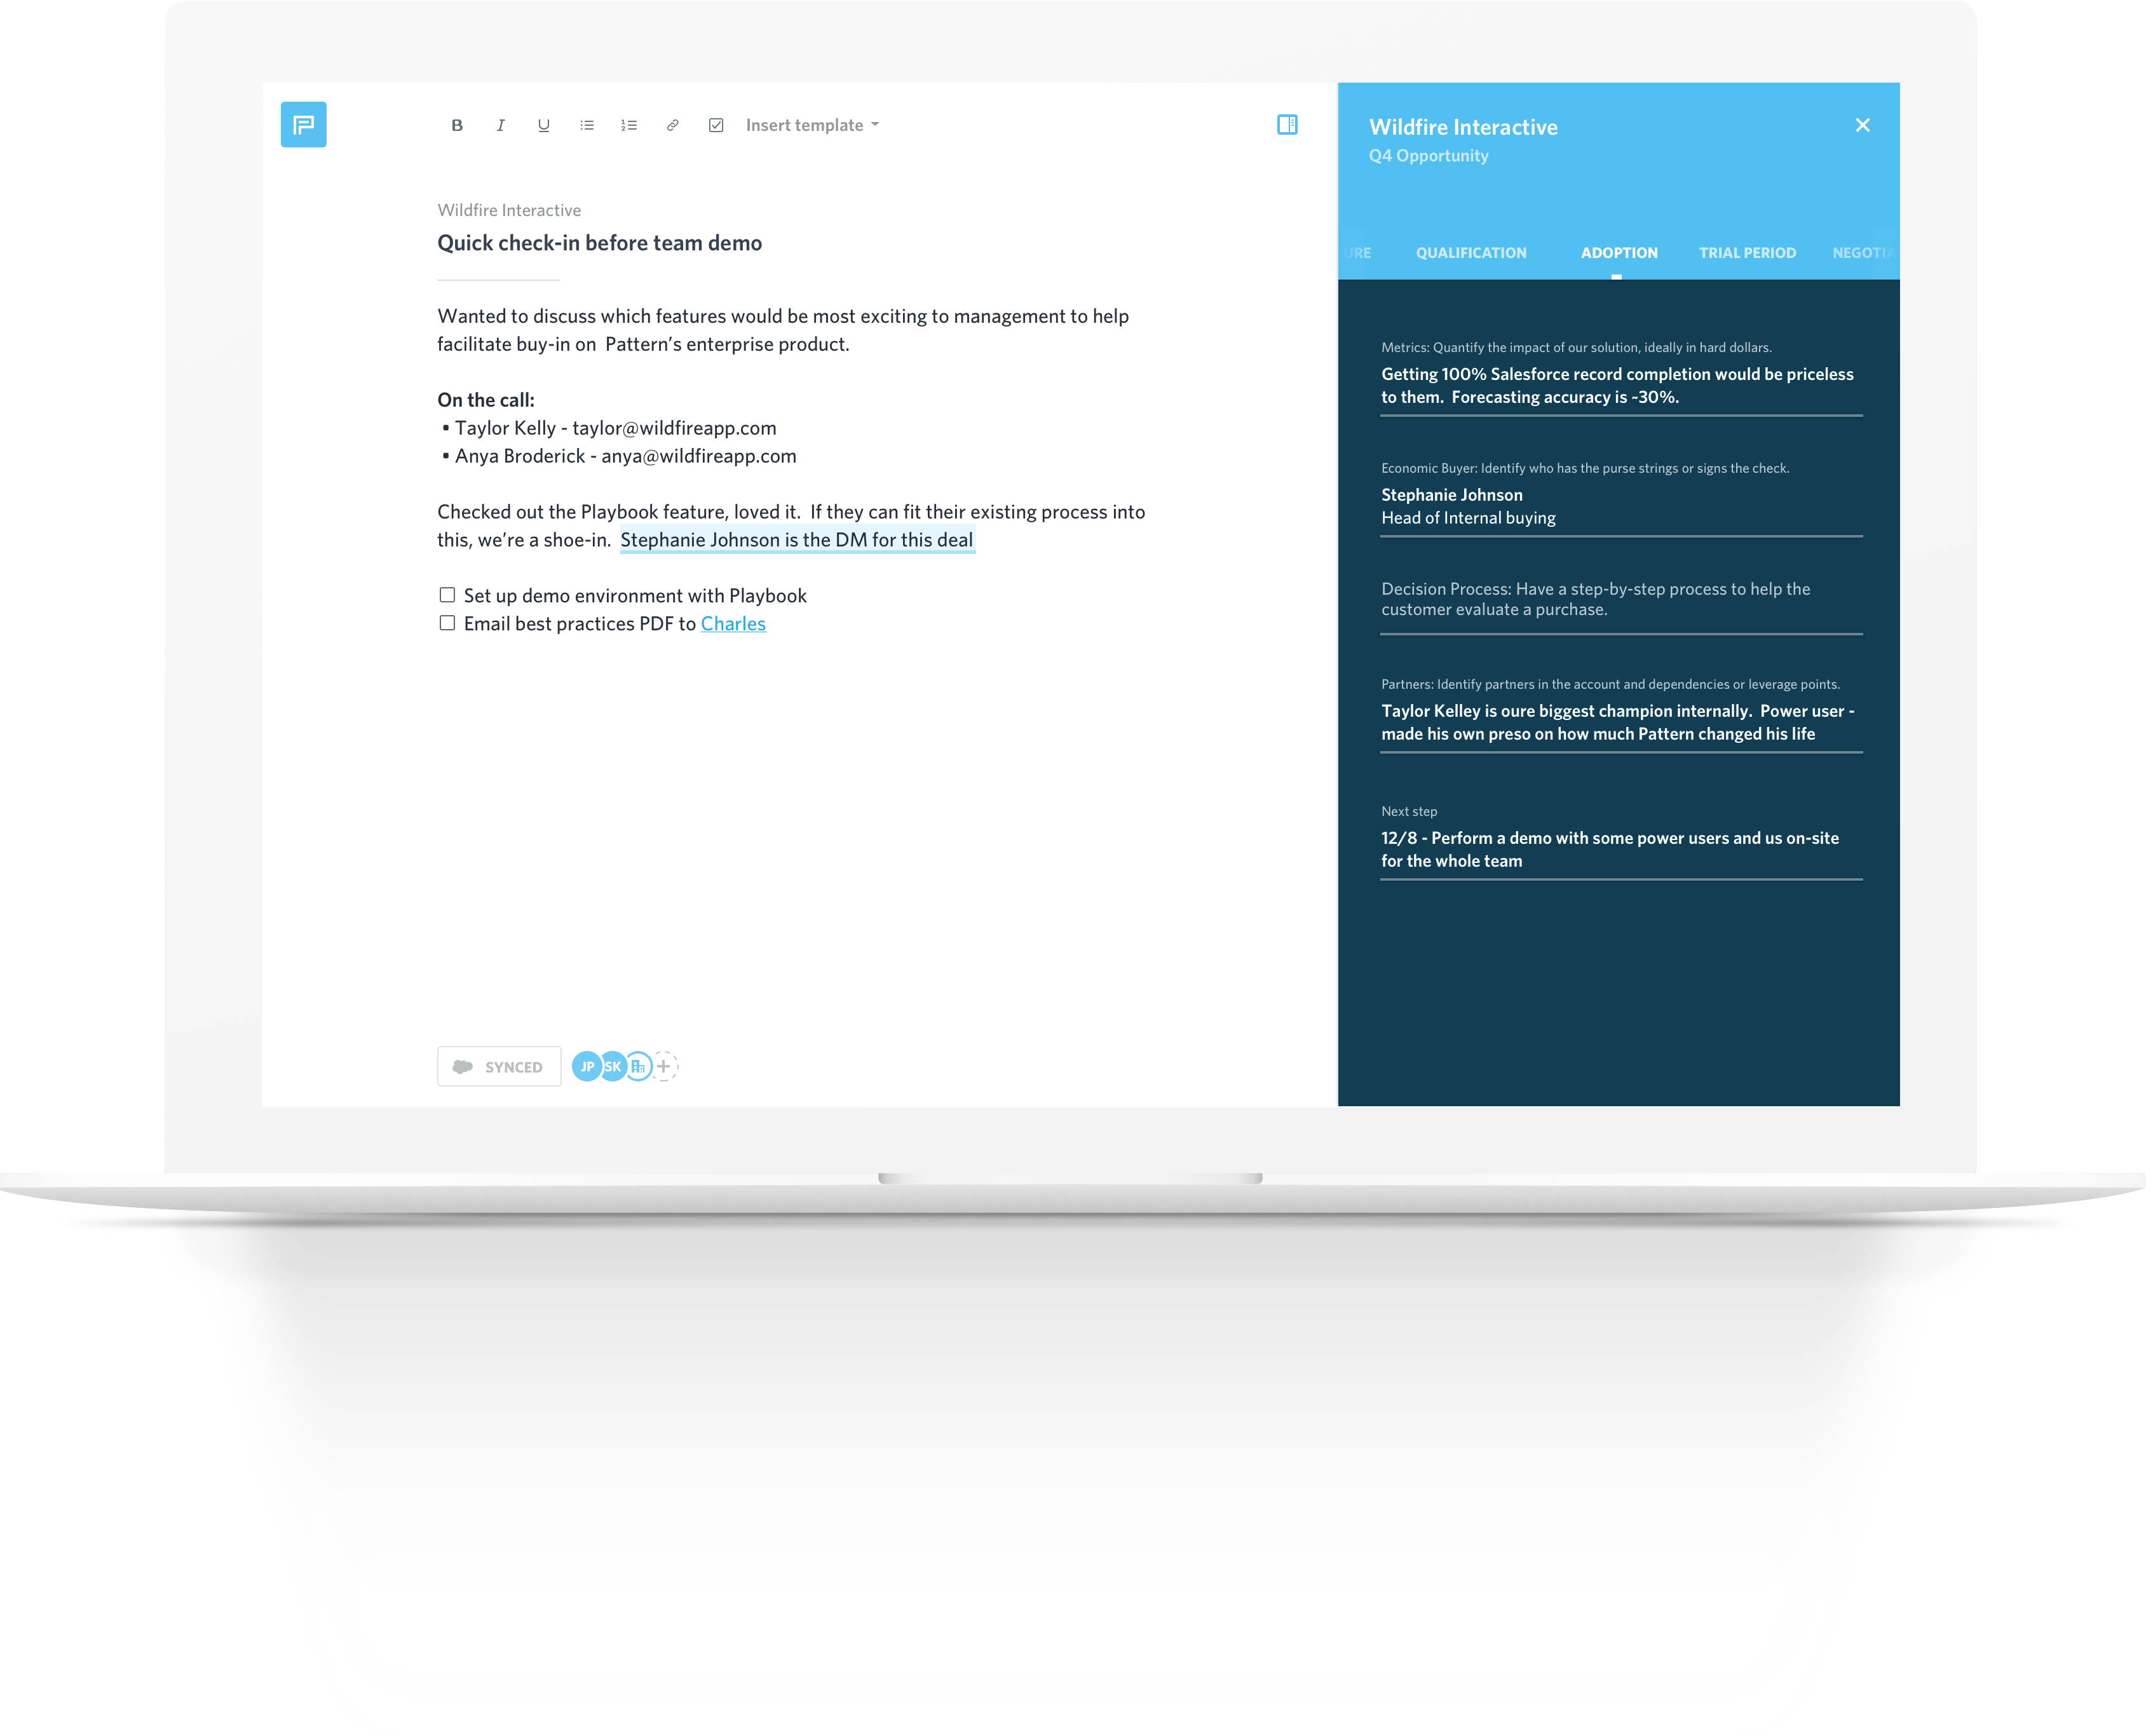 B I U Insert template
Wildfire Interactive
Quick check-in before team demo
Wanted to discuss which features would be most exciting to management to help
facilitate buy-in on Pattern’s enterprise product.
On the call:
• Taylor Kelly - taylor@wildfireapp.com
• Anya Broderick - anya@wildfireapp.com
Checked out the Playbook feature, loved it. If they can fit their existing process into
this, we’re a shoe-in. Stephanie Johnson is the DM for this deal
Set up demo environment with Playbook
Email best practices PDF to Charles
SYNCED JP SK
Wildfire Interactive
Q4 Opportunity
URE QUALIFICATION ADOPTION TRIAL PERIOD NEGOTIA
Metrics: Quantify the impact of our solution, ideally in hard dollars.
Getting 100% Salesforce record completion would be priceless
to them. Forecasting accuracy is ~30%.
Economic Buyer: Identify who has the purse strings or signs the check.
Stephanie Johnson
Head of Internal buying
Decision Process: Have a step-by-step process to help the
customer evaluate a purchase.
Partners: Identify partners in the account and dependencies or leverage points.
Taylor Kelley is oure biggest champion internally. Power user -
made his own preso on how much Pattern changed his life
Next step
12/8 - Perform a demo with some power users and us on-site
for the whole team